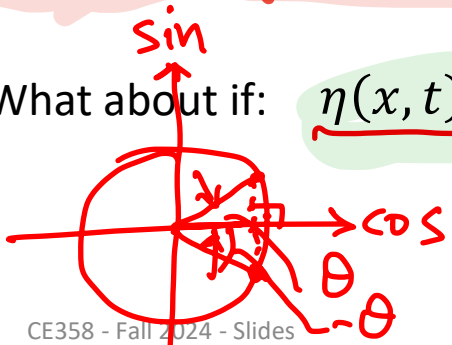 sin
What about if: η(x, t)
cos
θ
-θ
CE358 - Fall 2024 - Slides